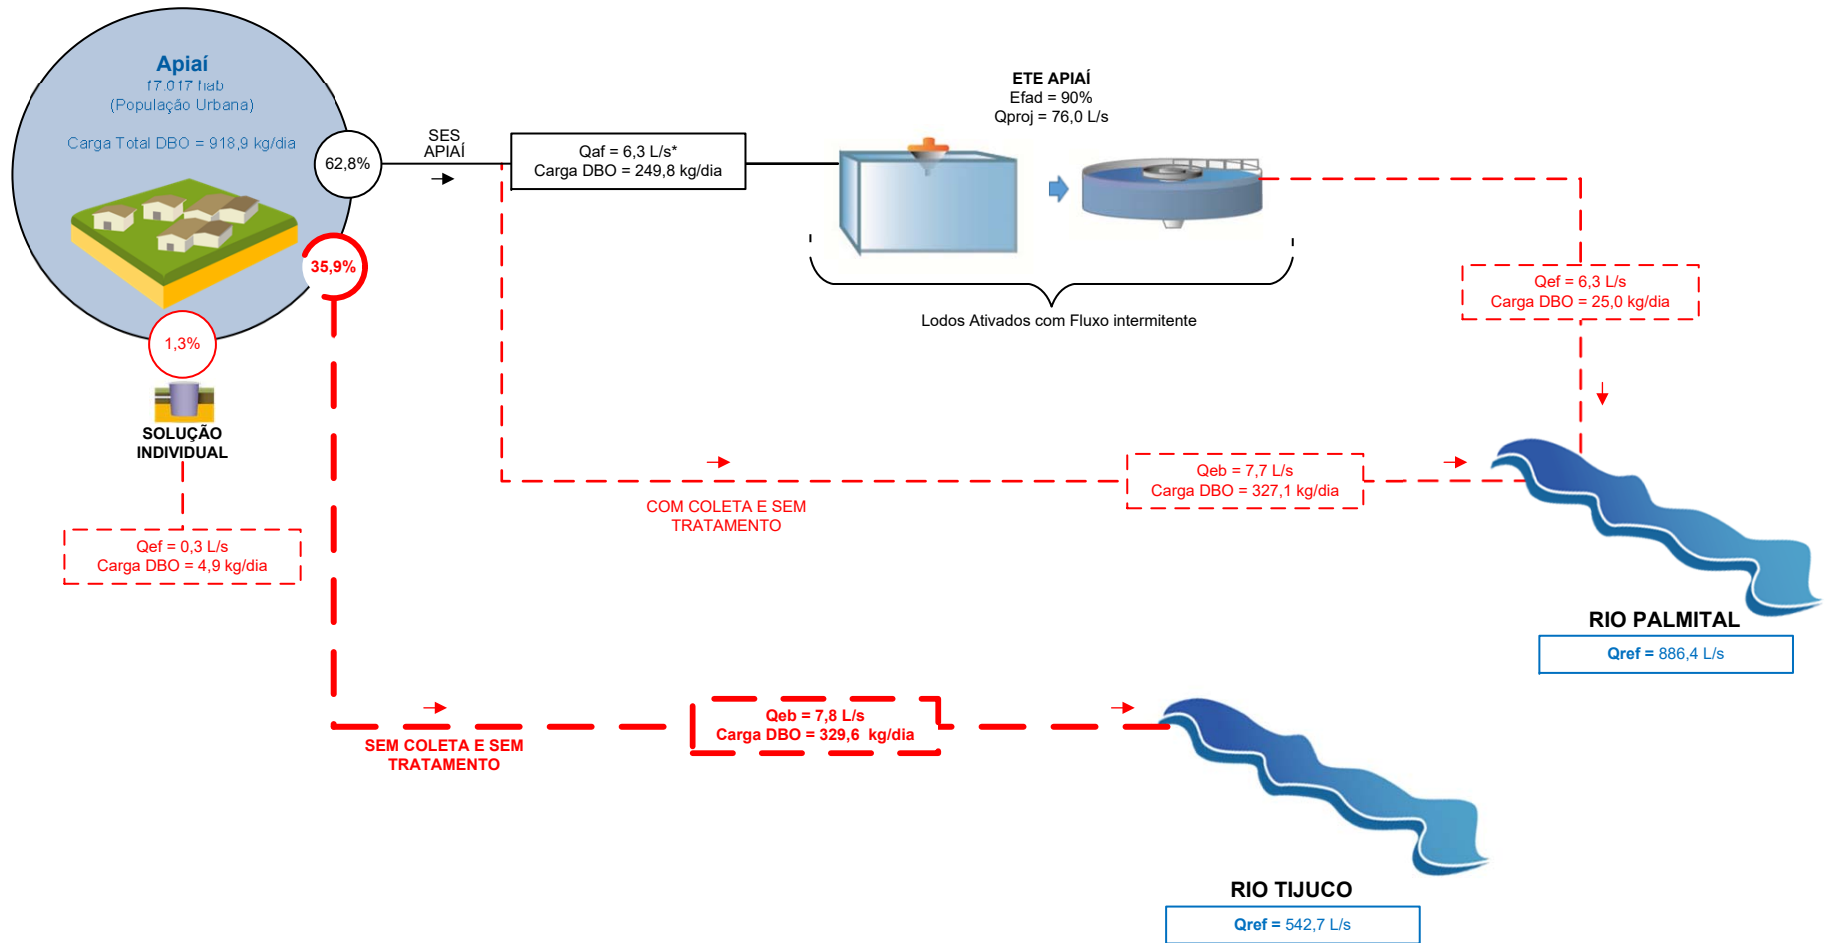 Apiaí
17.017 hab
(População Urbana)
Carga Total DBO = 918,9 kg/dia
62,8%
35,9%
1,3%
SOLUÇÃO
INDIVIDUAL
Qef = 0,3 L/s
Carga DBO = 4,9 kg/dia
SES
APIAÍ
Qaf = 6,3 L/s*
Carga DBO = 249,8 kg/dia
ETE APIAÍ
Efad = 90%
Qproj = 76,0 L/s
Lodos Ativados com Fluxo intermitente
Qef = 6,3 L/s
Carga DBO = 25,0 kg/dia
COM COLETA E SEM
TRATAMENTO
Qeb = 7,7 L/s
Carga DBO = 327,1 kg/dia
RIO PALMITAL
Qref = 886,4 L/s
SEM COLETA E SEM
TRATAMENTO
Qeb = 7,8 L/s
Carga DBO = 329,6 kg/dia
RIO TIJUCO
Qref = 542,7 L/s